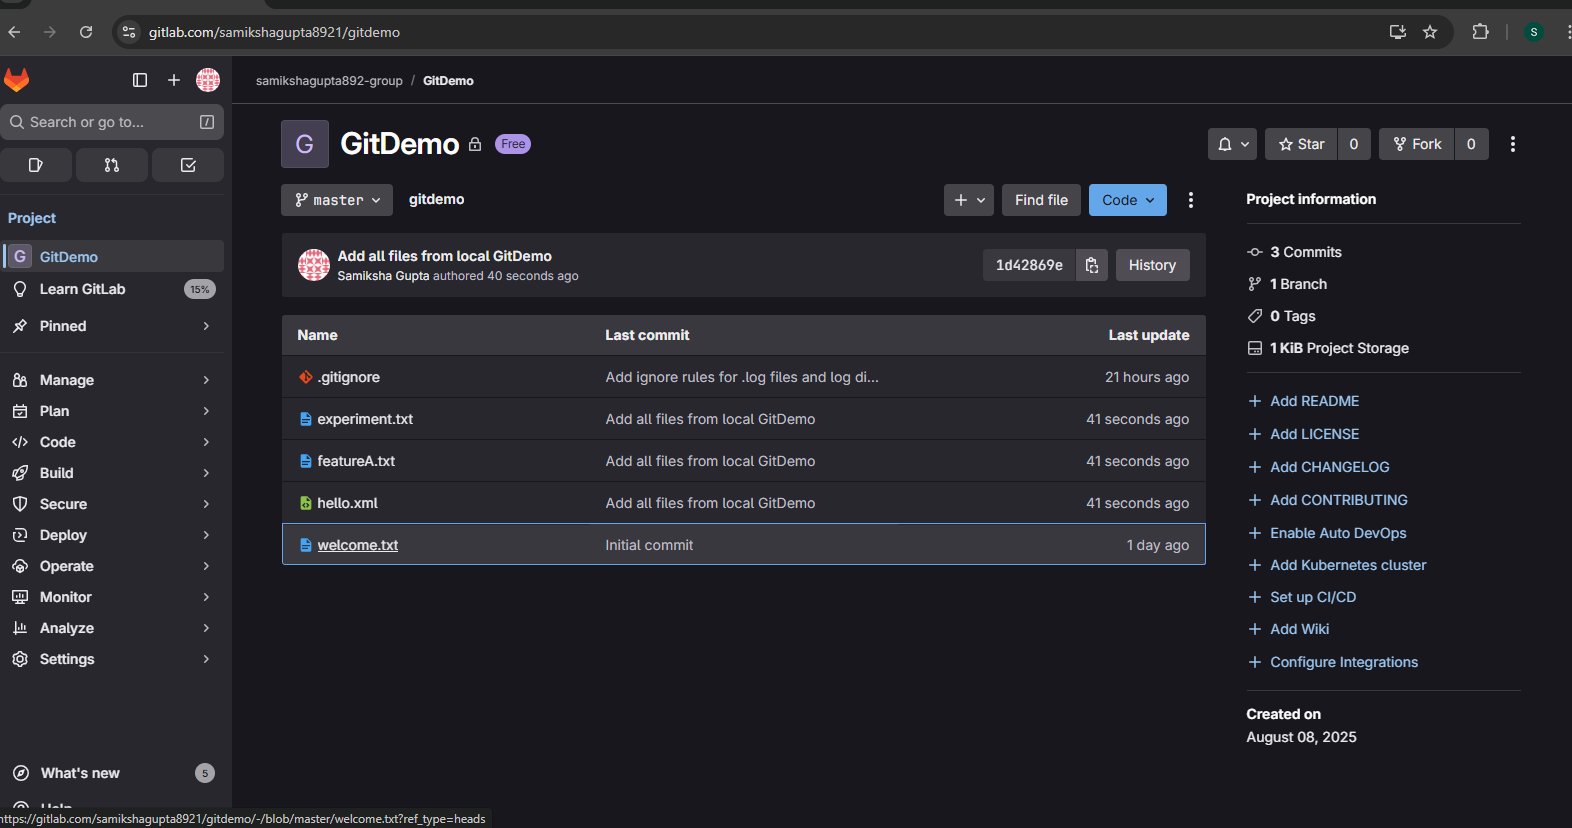 gitlab.com/samikshagupta8921/gitdemo
S
Search or go to...
/
Project
G GitDemo
Learn GitLab 15%
Pinned
Manage
Plan
Code
Build
Secure
Deploy
Operate
Monitor
Analyze
Settings
What's new 5
Help
https://gitlab.com/samikshagupta8921/gitdemo/-/blob/master/welcome.txt?ref_type=heads
samikshagupta892-group / GitDemo
G GitDemo Free
Star 0 Fork 0
master gitdemo
Find file Code
Add all files from local GitDemo
Samiksha Gupta authored 40 seconds ago
1d42869e History
Name Last commit Last update
.gitignore Add ignore rules for .log files and log di... 21 hours ago
experiment.txt Add all files from local GitDemo 41 seconds ago
featureA.txt Add all files from local GitDemo 41 seconds ago
hello.xml Add all files from local GitDemo 41 seconds ago
welcome.txt Initial commit 1 day ago
Project information
3 Commits
1 Branch
0 Tags
1 KiB Project Storage
Add README
Add LICENSE
Add CHANGELOG
Add CONTRIBUTING
Enable Auto DevOps
Add Kubernetes cluster
Set up CI/CD
Add Wiki
Configure Integrations
Created on
August 08, 2025